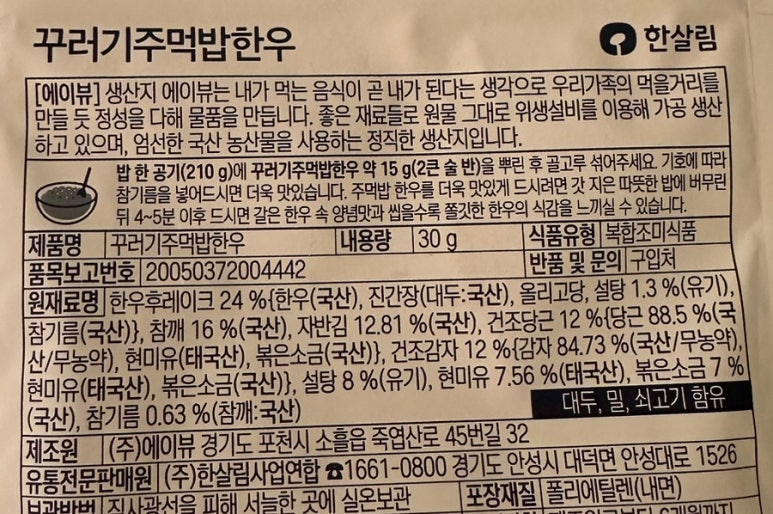 꾸러기주먹밥한우
한살림
[에이뷰] 생산지 에이뷰는 내가 먹는 음식이 곧 내가 된다는 생각으로 우리가족의 먹을거리를
만들 듯 정성을 다해 물품을 만듭니다. 좋은 재료들로 원물 그대로 위생설비를 이용해 가공 생산
하고 있으며, 엄선한 국산 농산물을 사용하는 정직한 생산지입니다.
밥 한 공기(210 g)에 꾸러기주먹밥한우 약 15 g(2큰 술 반)을 뿌린 후 골고루 섞어주세요. 기호에 따라
참기름을 넣어드시면 더욱 맛있습니다. 주먹밥 한우를 더욱 맛있게 드시려면 갓 지은 따뜻한 밥에 버무린
뒤 4~5분 이후 드시면 같은 한우 속 양념맛과 씹을수록 쫄깃한 한우의 식감을 느끼실 수 있습니다.
제품명 꾸러기주먹밥한우 내용량 30 g 식품유형 복합조미식품
품목보고번호 20050372004442 반품 및 문의 구입처
원재료명 한우후레이크 24 %{한우(국산), 진간장(대두:국산), 올리고당, 설탕 1.3 %(유기),
참기름(국산)}, 참깨 16 %(국산), 자반김 12.81 %(국산), 건조당근 12 %{당근 88.5 %(국
산/무농약), 현미유(태국산), 볶은소금(국산)}, 건조감자 12 %{감자 84.73 %(국산/무농약),
현미유(태국산), 볶은소금(국산)}, 설탕 8 %(유기), 현미유 7.56 %(태국산), 볶은소금 7 %
(국산), 참기름 0.63 %(참깨:국산)
대두, 밀, 쇠고기 함유
제조원 (주)에이뷰 경기도 포천시 소흘읍 죽엽산로 45번길 32
유통전문판매원 (주)한살림사업연합 ☎1661-0800 경기도 안성시 대덕면 안성대로 1526
보관방법 직사광선을 피해 서늘한 곳에 실온보관 포장재질 폴리에틸렌(내면)